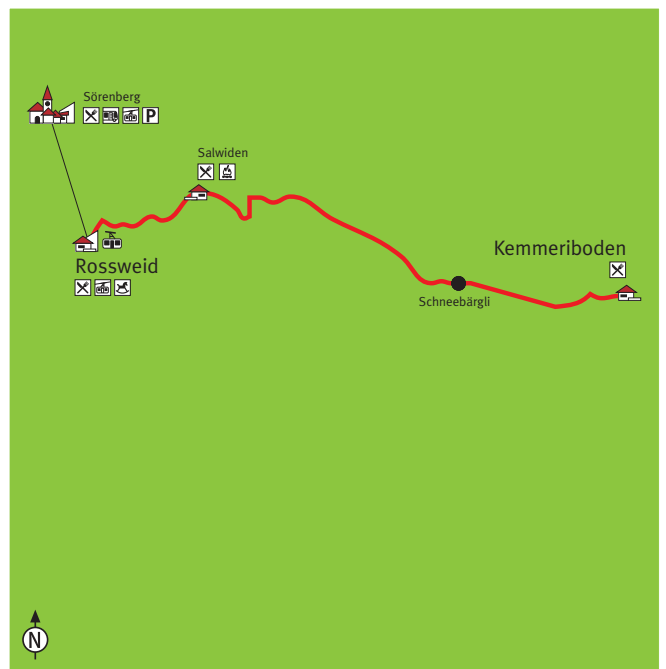 Sörenberg
P
Salwiden
Kemmeriboden
Rossweid
Schneebärgli
N